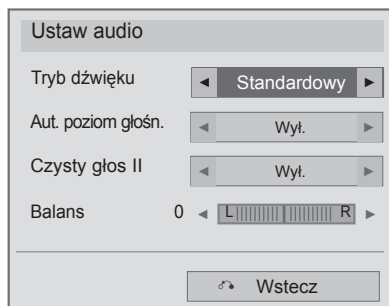 Ustaw audio
Tryb dźwięku ◄ Standardowy ►
Aut. poziom głośn. ◄ Wył. ►
Czysty głos II ◄ Wył. ►
Balans 0 ◄ L R ►
Wstecz